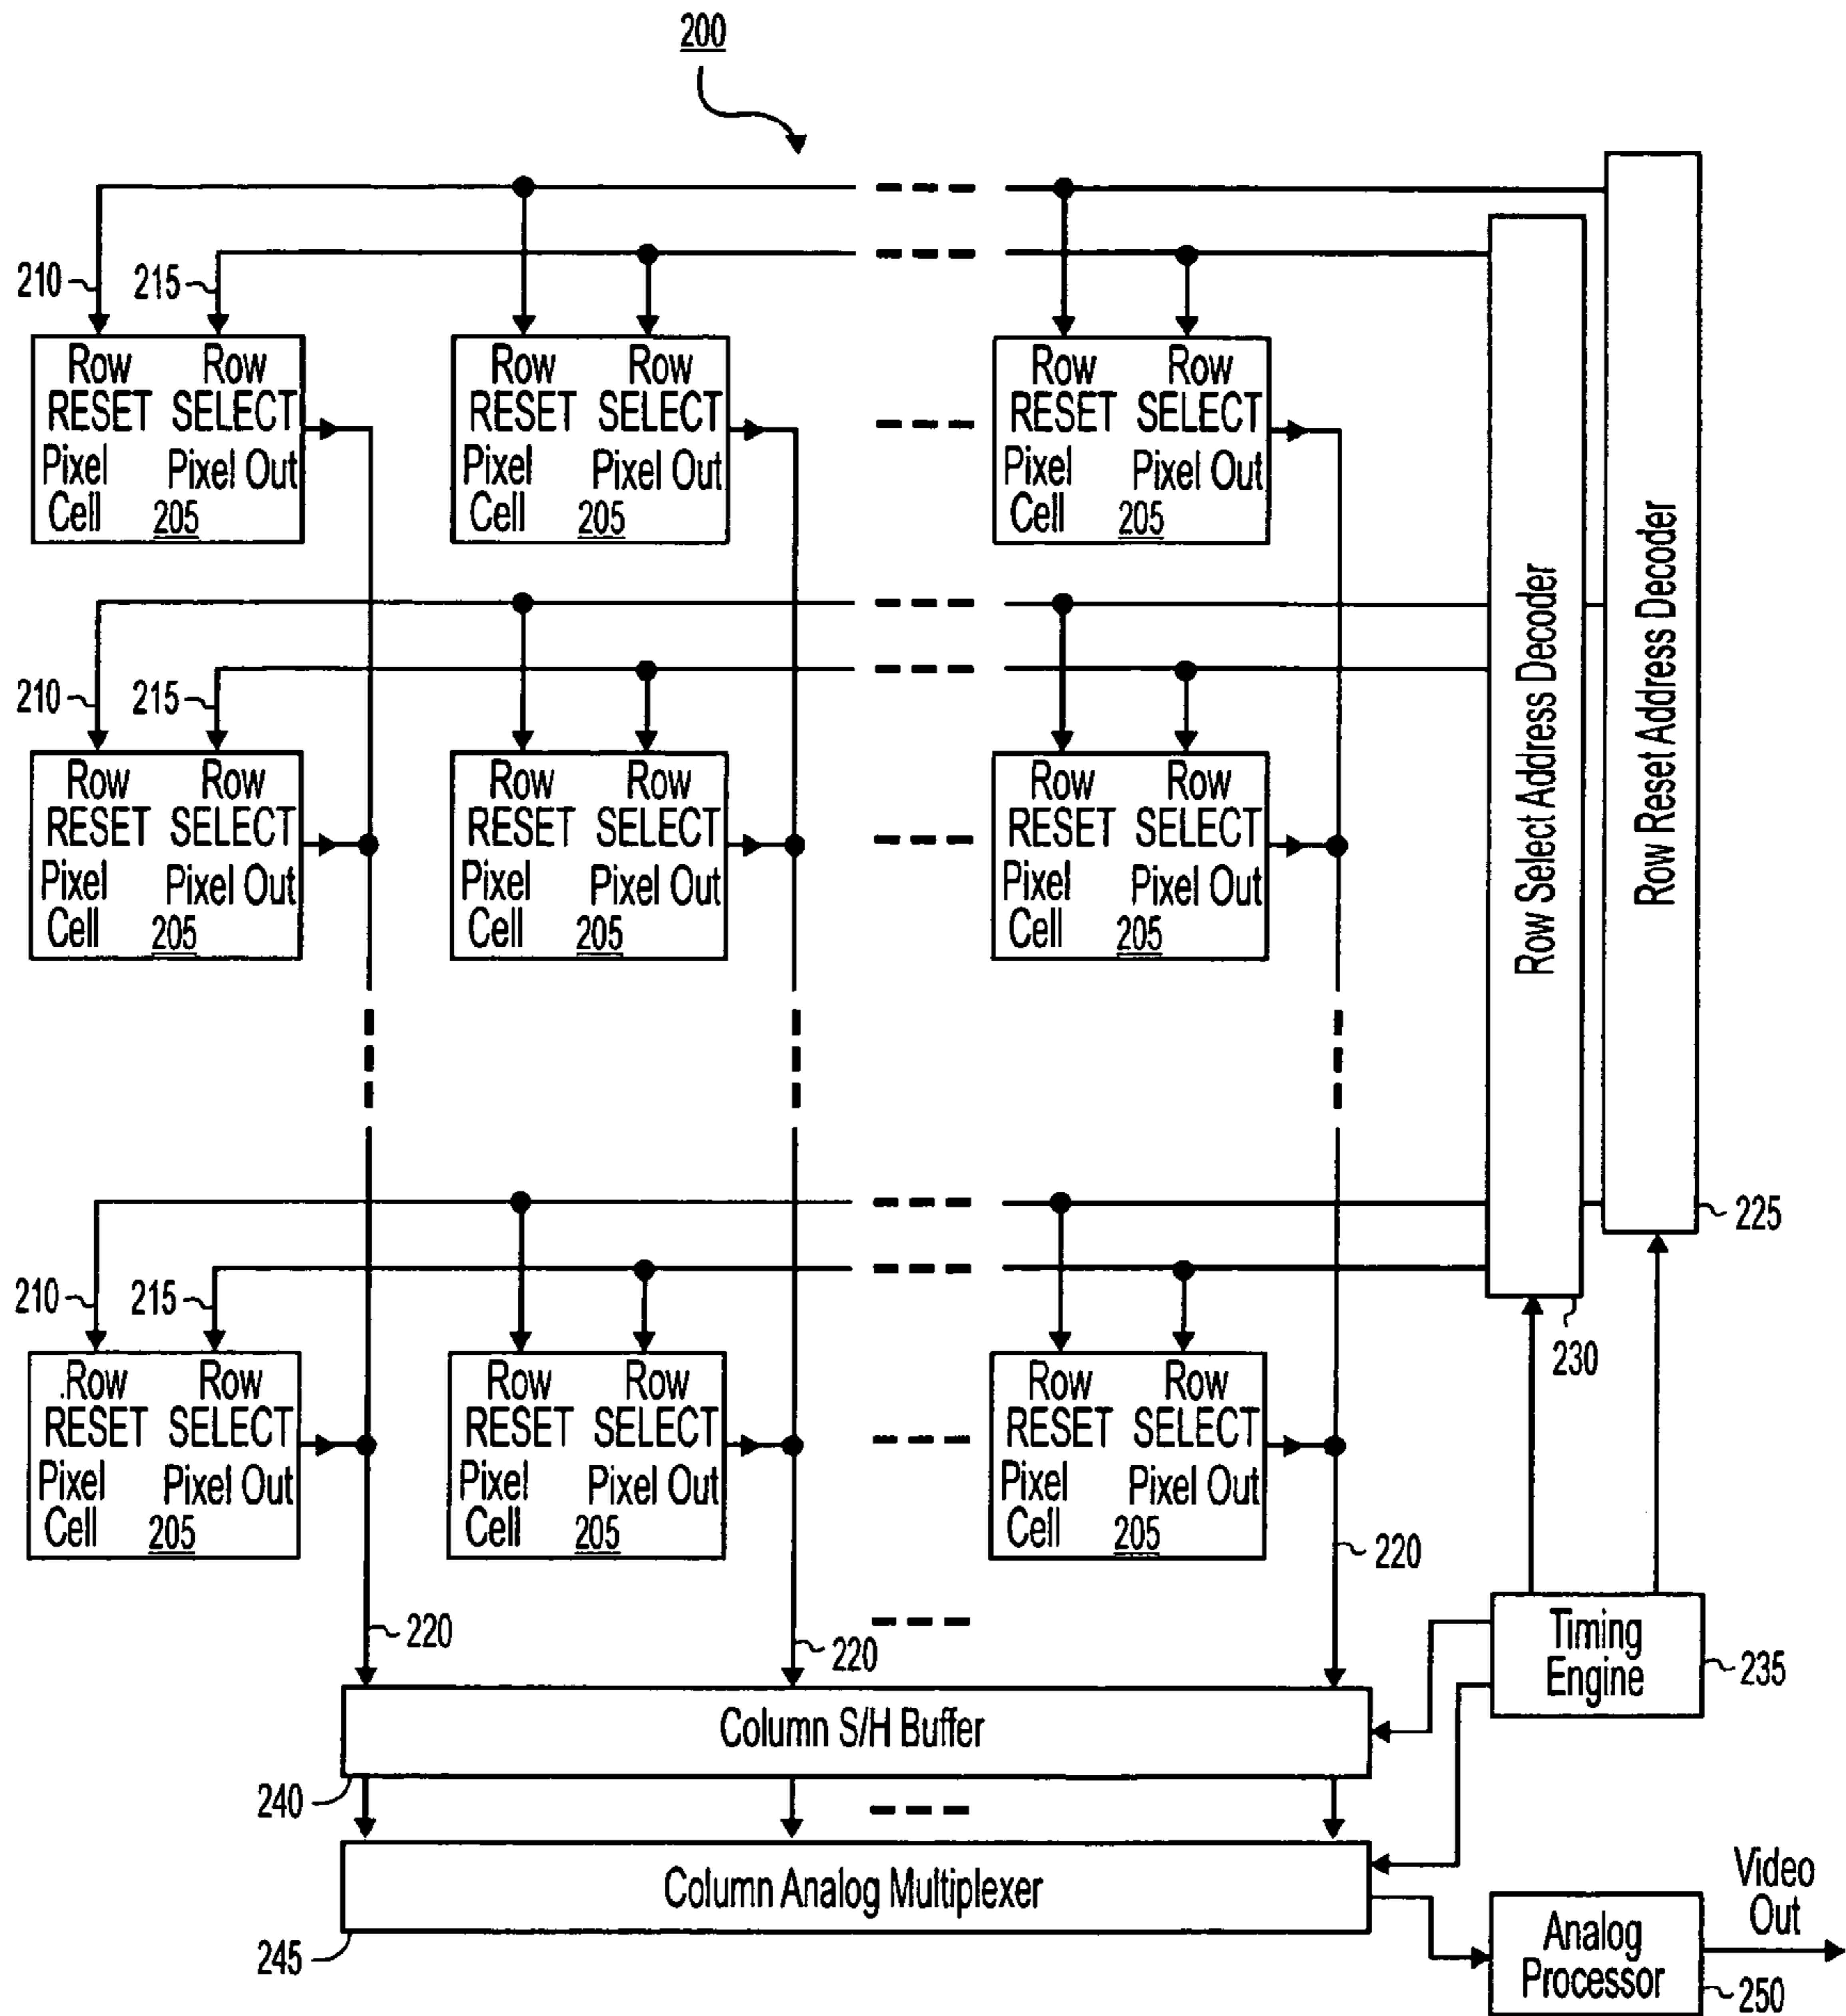 200
210
215
Row Row
RESET SELECT
Pixel Pixel Out
Cell 205
Row Row
RESET SELECT
Pixel Pixel Out
Cell 205
Row Row
RESET SELECT
Pixel Pixel Out
Cell 205
210
215
Row Row
RESET SELECT
Pixel Pixel Out
Cell 205
Row Row
RESET SELECT
Pixel Pixel Out
Cell 205
Row Row
RESET SELECT
Pixel Pixel Out
Cell 205
Row Select Address Decoder
Row Reset Address Decoder
225
230
210
215
.Row Row
RESET SELECT
Pixel Pixel Out
Cell 205
Row Row
RESET SELECT
Pixel Pixel Out
Cell 205
Row Row
RESET SELECT
Pixel Pixel Out
Cell 205
220
220
220
Timing
Engine
235
Column S/H Buffer
240
Column Analog Multiplexer
245
Analog
Processor
250
Video
Out